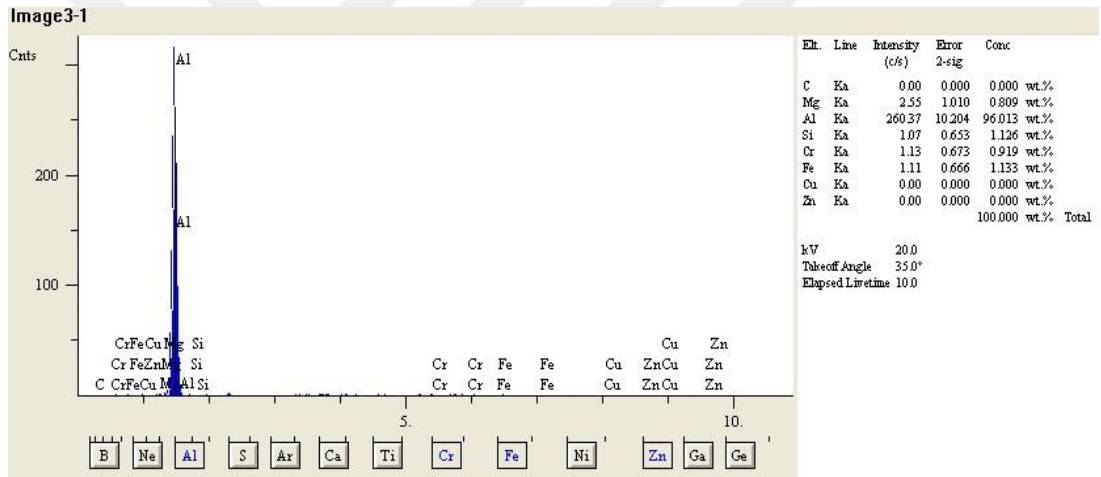 Image3-1
Cnts
Al
200
Al
100
CrFeCu Mg Si
Cr FeZnMg Si
C CrFeCu Mg Al Si
Cu Zn
Cr Cr Fe Fe Cu ZnCu Zn
Cr Cr Fe Fe Cu ZnCu Zn
5. 10.
B Ne Al S Ar Ca Ti Cr Fe Ni Zn Ga Ge
Elt. Line Intensity Error Conc
(c/s) 2-sig
C Ka 0.00 0.000 0.000 wt.%
Mg Ka 2.55 1.010 0.809 wt.%
Al Ka 260.37 10.204 96.013 wt.%
Si Ka 1.07 0.653 1.126 wt.%
Cr Ka 1.13 0.673 0.919 wt.%
Fe Ka 1.11 0.666 1.133 wt.%
Cu Ka 0.00 0.000 0.000 wt.%
Zn Ka 0.00 0.000 0.000 wt.%
100.000 wt.% Total
kV 20.0
Takeoff Angle 35.0°
Elapsed Livetime 10.0